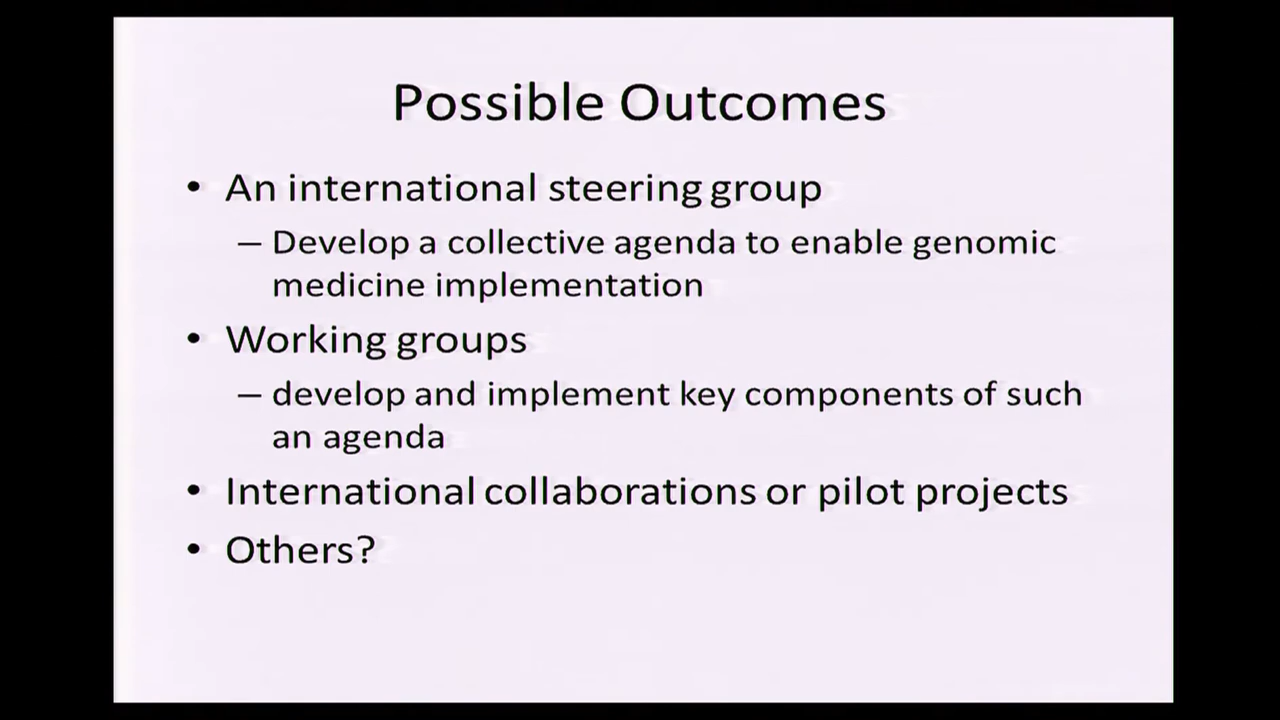 Possible Outcomes
• An international steering group
– Develop a collective agenda to enable genomic
medicine implementation
• Working groups
– develop and implement key components of such
an agenda
• International collaborations or pilot projects
• Others?